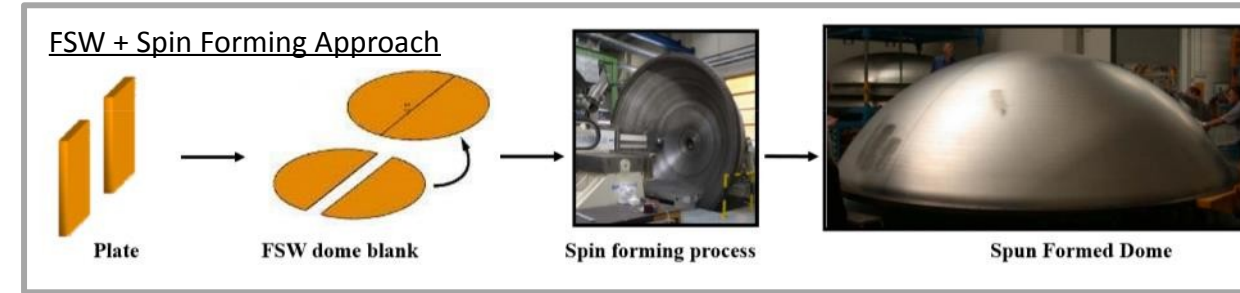 FSW + Spin Forming Approach
Plate
FSW dome blank
Spin forming process
Spun Formed Dome